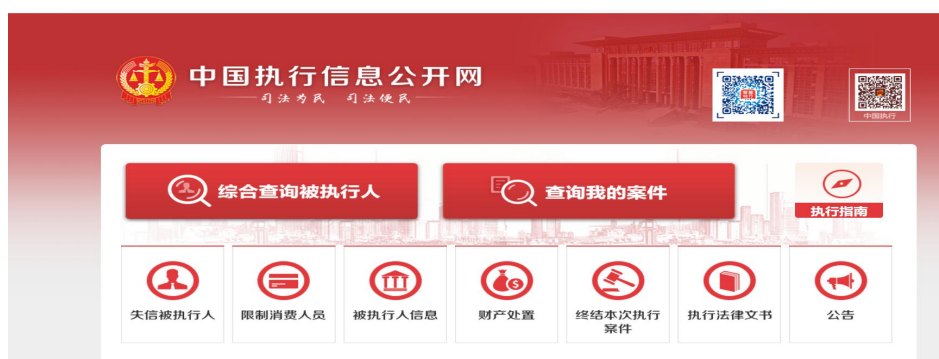 中国执行信息公开网
司法为民 司法便民
中国执行
综合查询被执行人
查询我的案件
执行指南
失信被执行人
限制消费人员
被执行人信息
财产处置
终结本次执行
案件
执行法律文书
公告